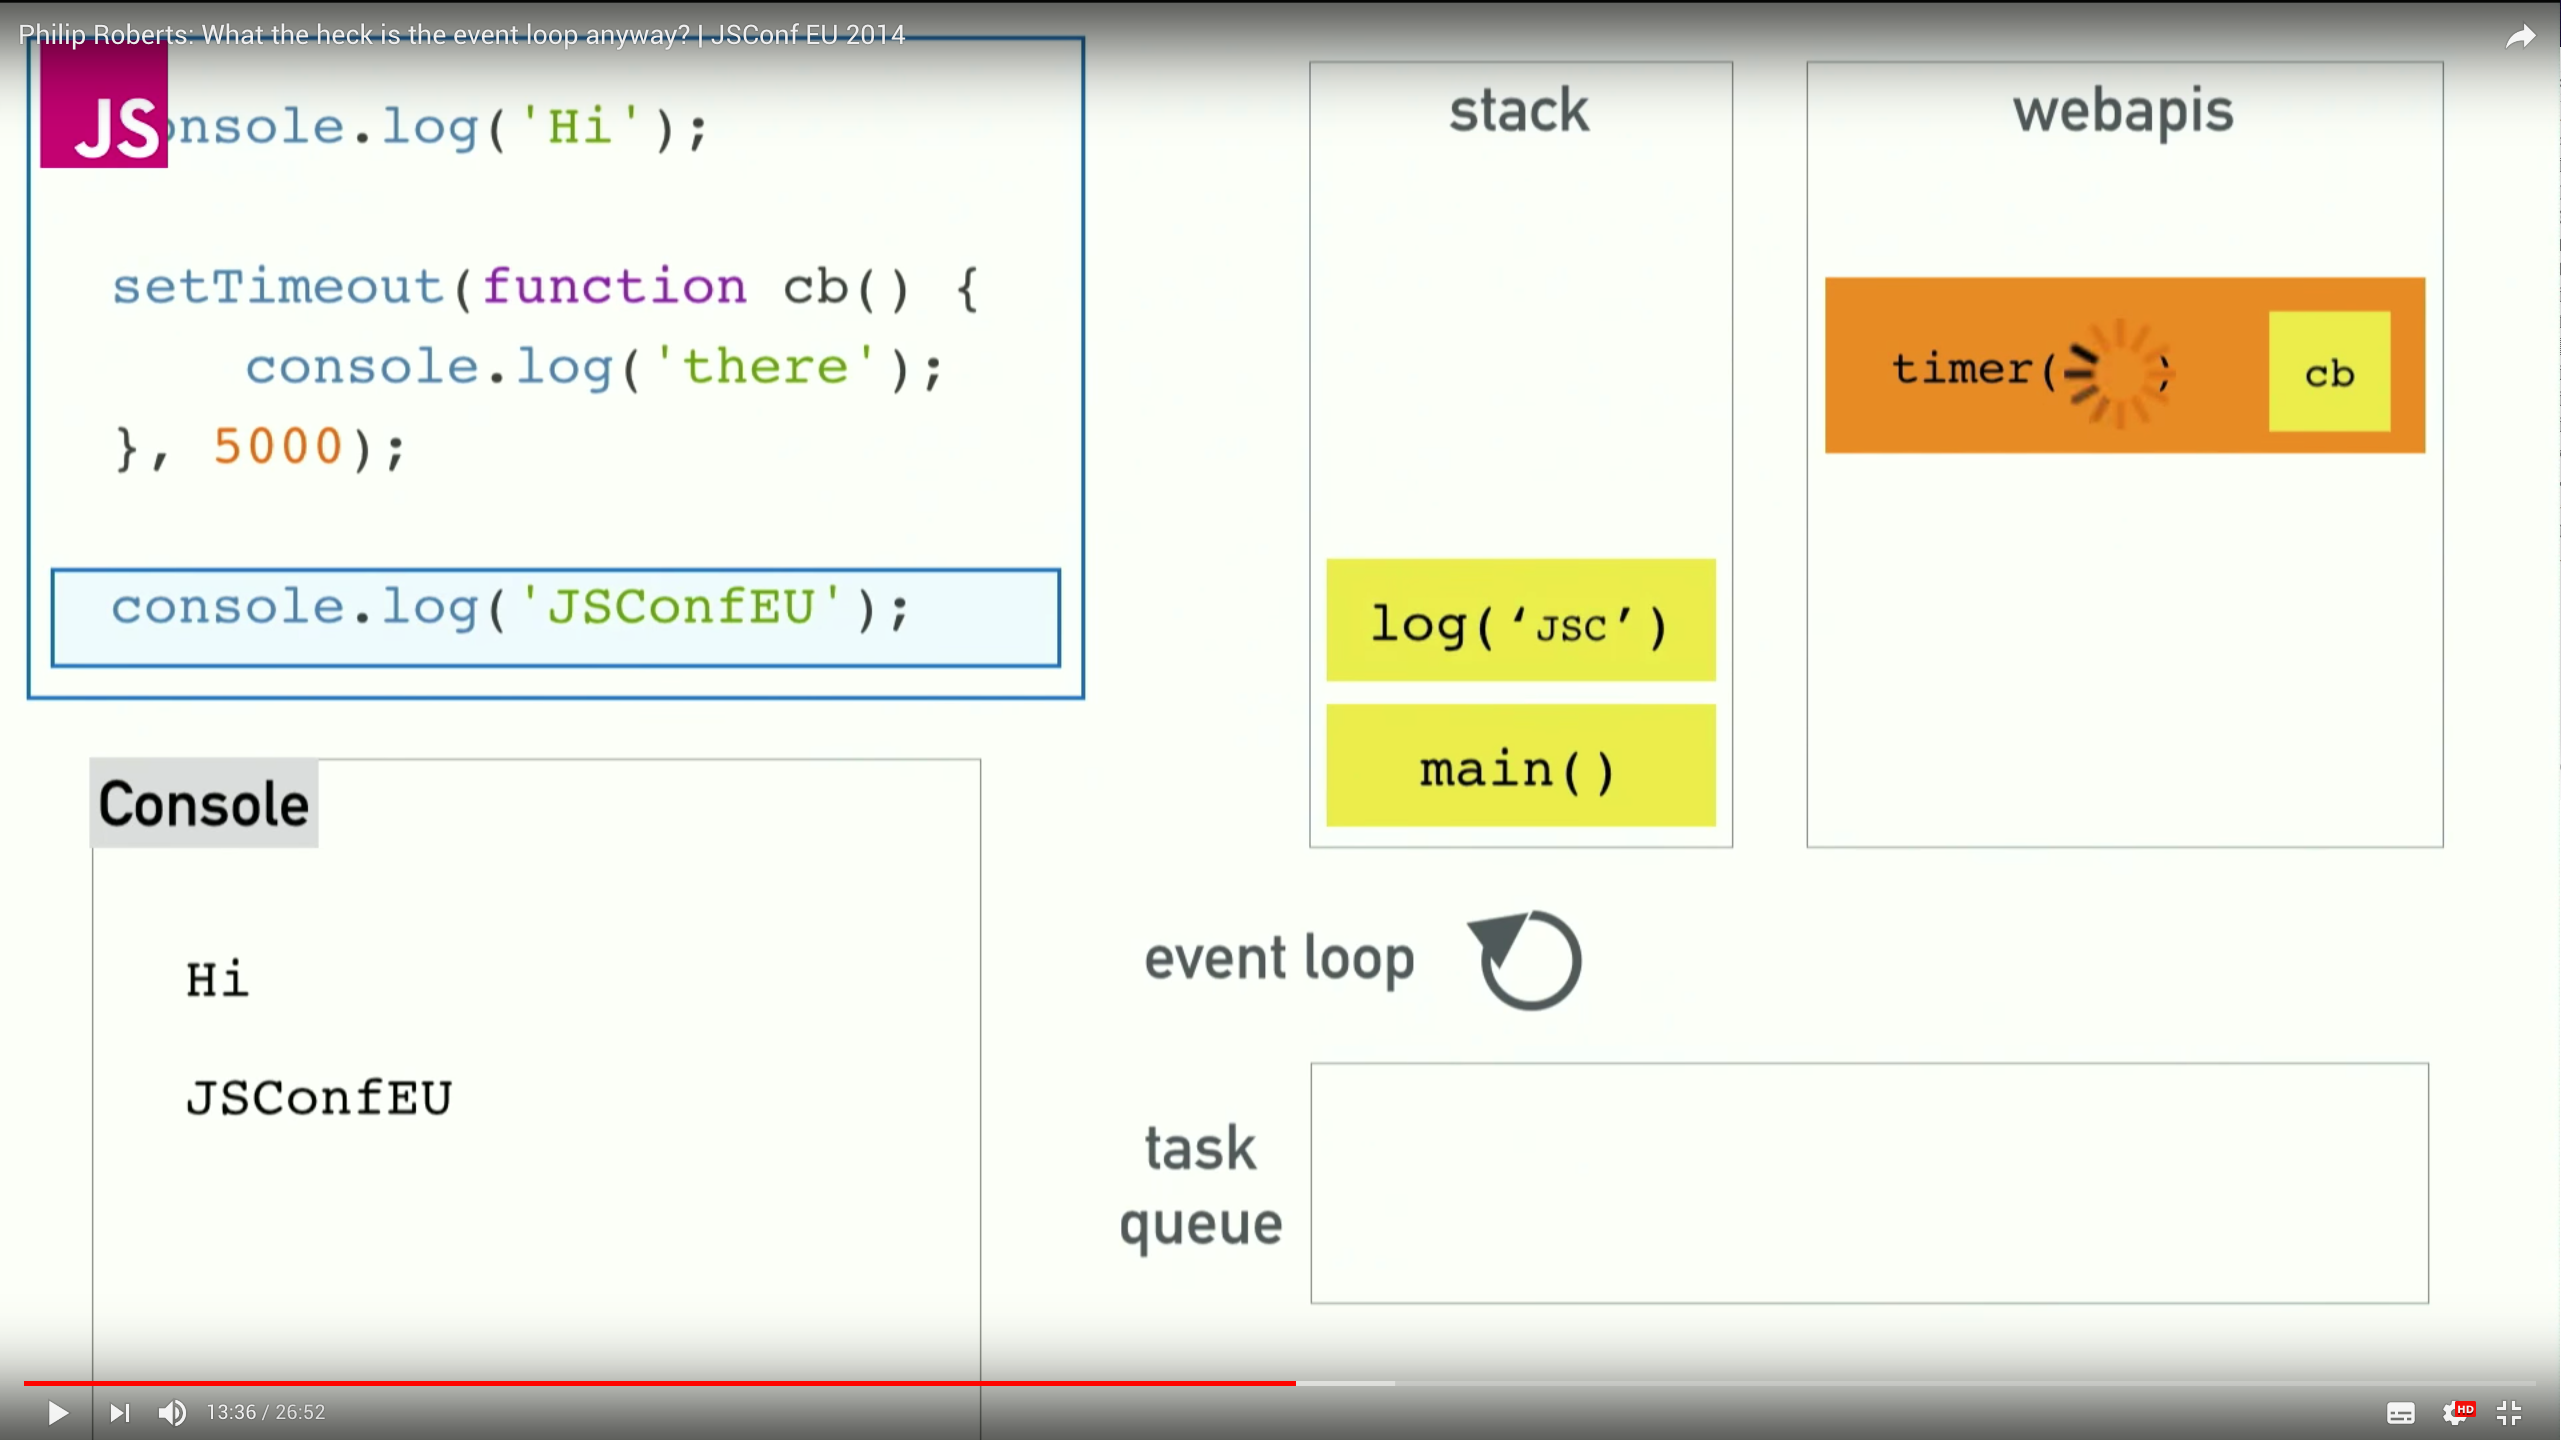 Philip Roberts: What the heck is the event loop anyway? | JSConf EU 2014
JS
onsole.log('Hi');
setTimeout(function cb() {
console.log('there');
}, 5000);
console.log('JSConfEU');
Console
Hi
JSConfEU
stack
log(‘JSC’)
main()
webapis
timer( )
cb
event loop
task
queue
13:36 / 26:52
HD